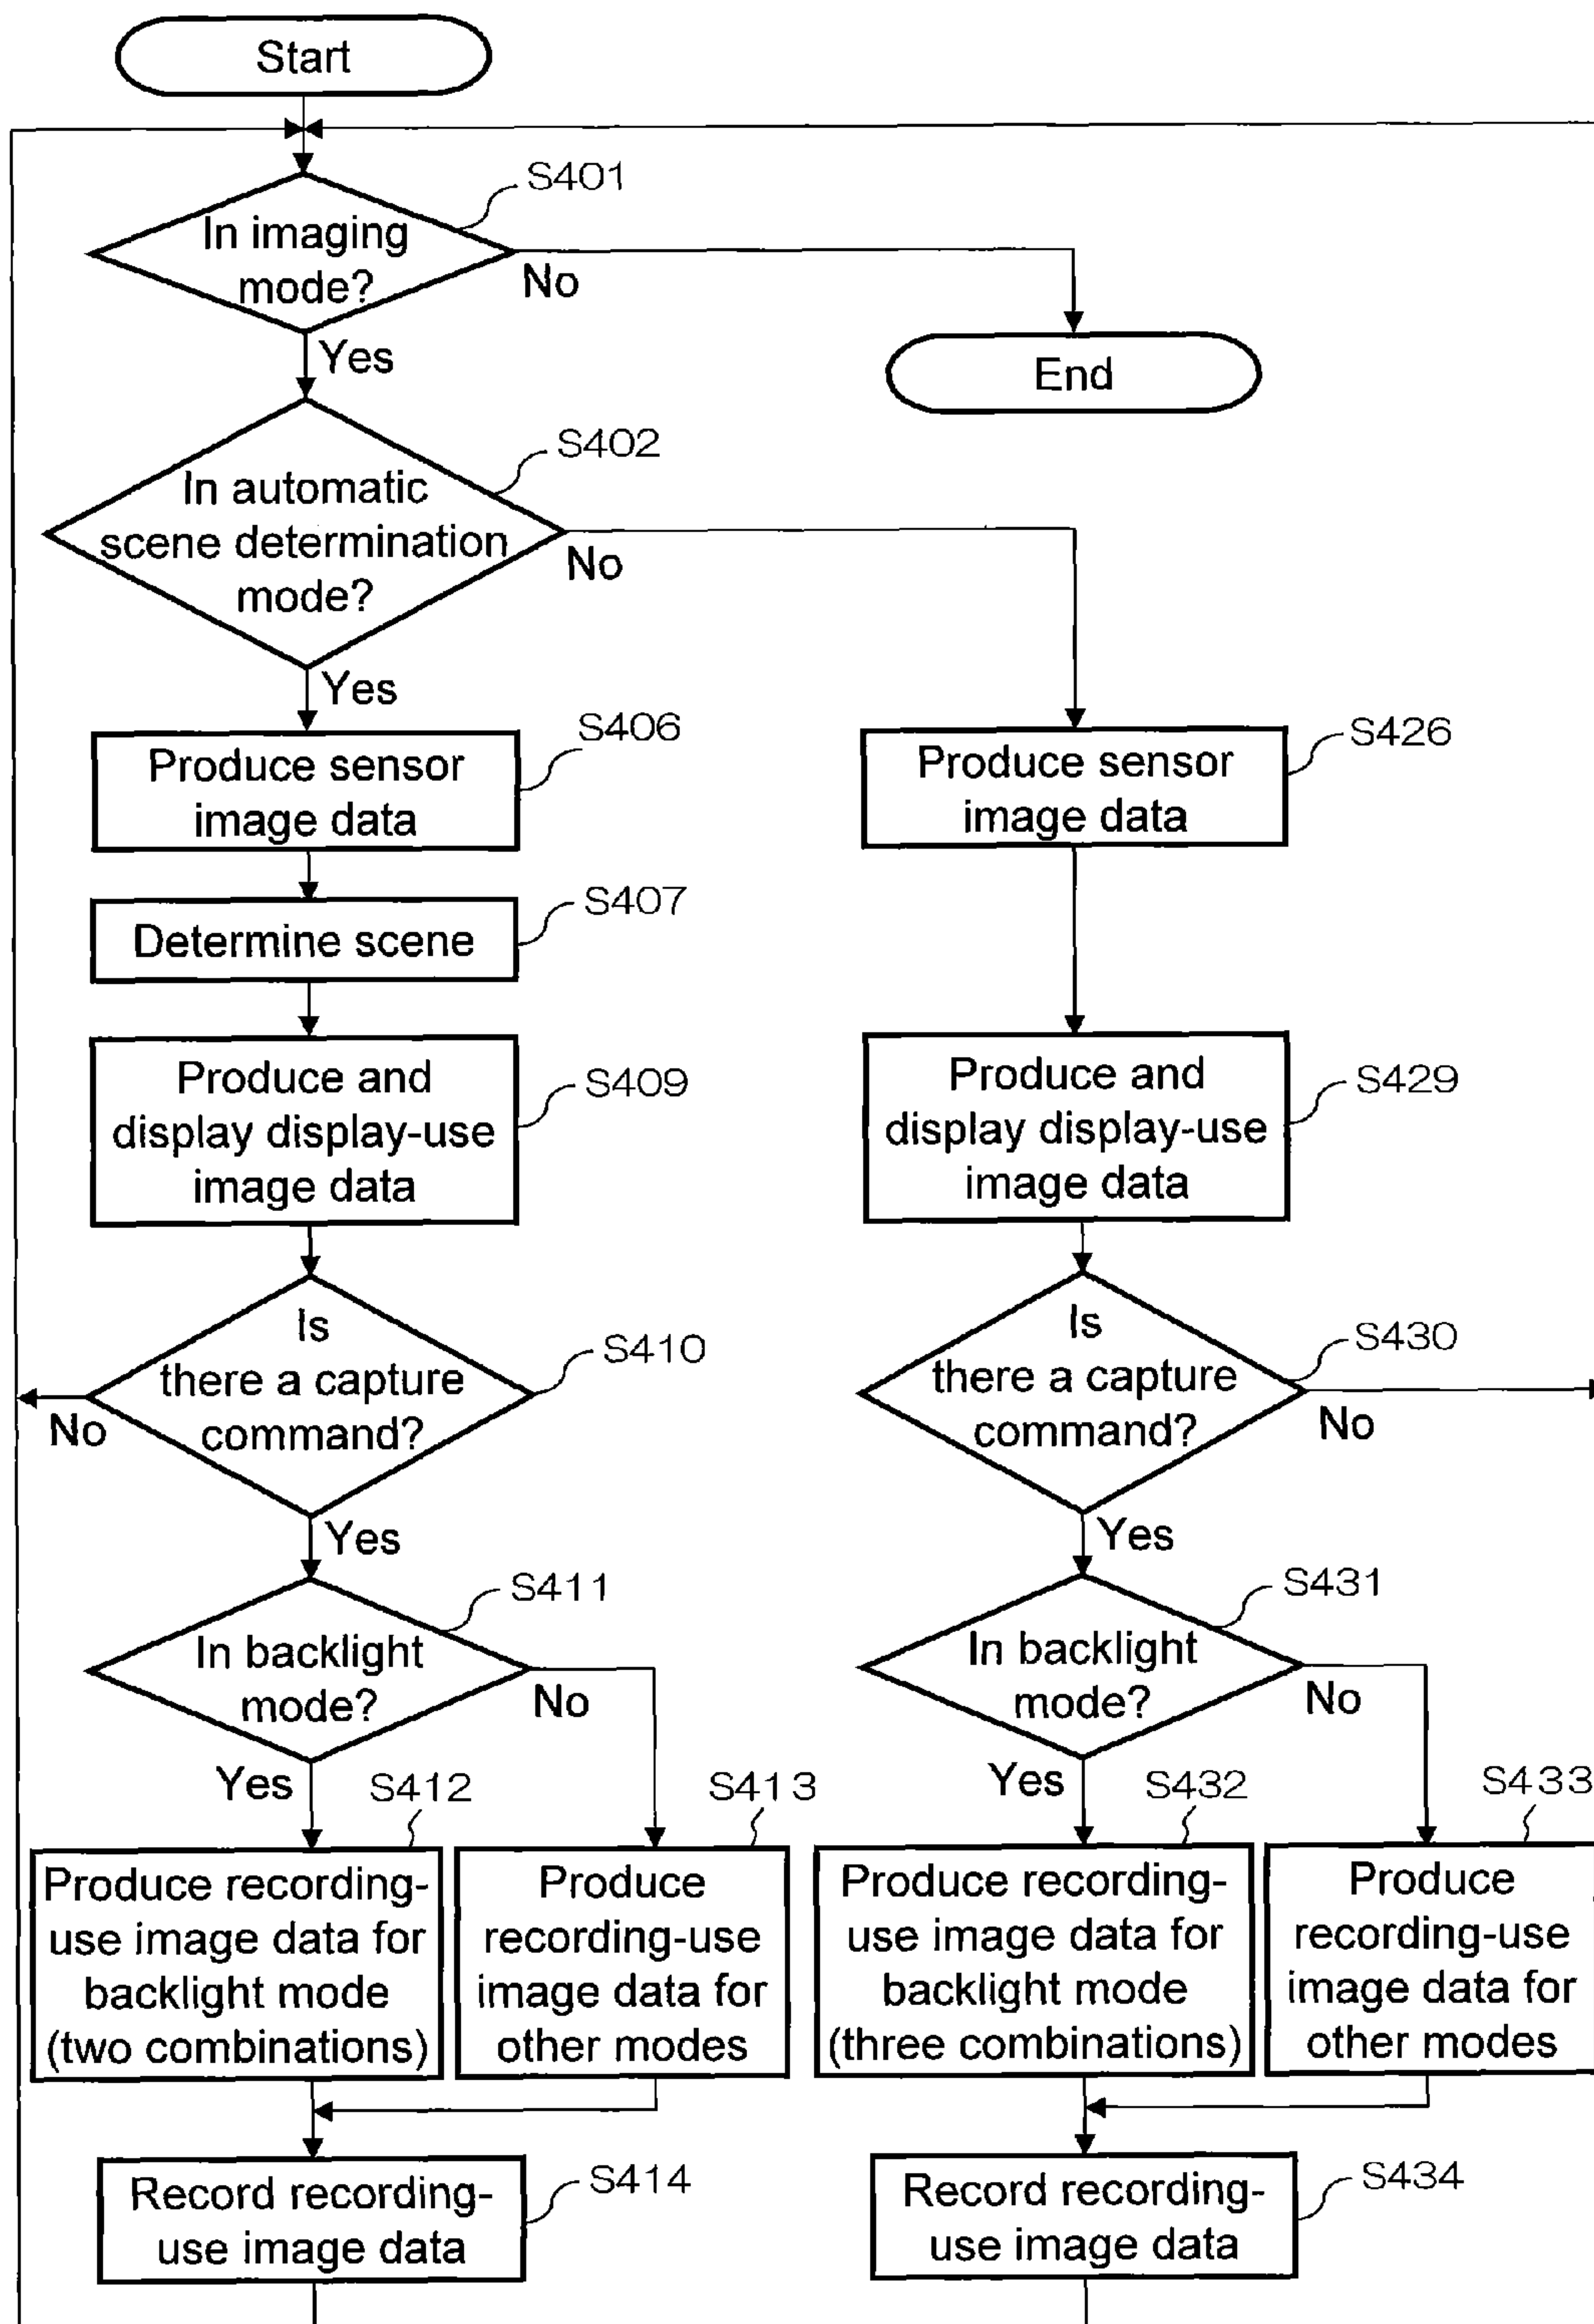 Start
S401
In imaging
mode?
No
Yes
End
S402
In automatic
scene determination
mode?
No
Yes
S406
Produce sensor
image data
S426
Produce sensor
image data
S407
Determine scene
S409
Produce and
display display-use
image data
S429
Produce and
display display-use
image data
S410
Is
there a capture
command?
No
Yes
S430
Is
there a capture
command?
No
Yes
S411
In backlight
mode?
No
Yes
S431
In backlight
mode?
No
Yes
S412
Produce recording-
use image data for
backlight mode
(two combinations)
S413
Produce
recording-use
image data for
other modes
S432
Produce recording-
use image data for
backlight mode
(three combinations)
S433
Produce
recording-use
image data for
other modes
S414
Record recording-
use image data
S434
Record recording-
use image data